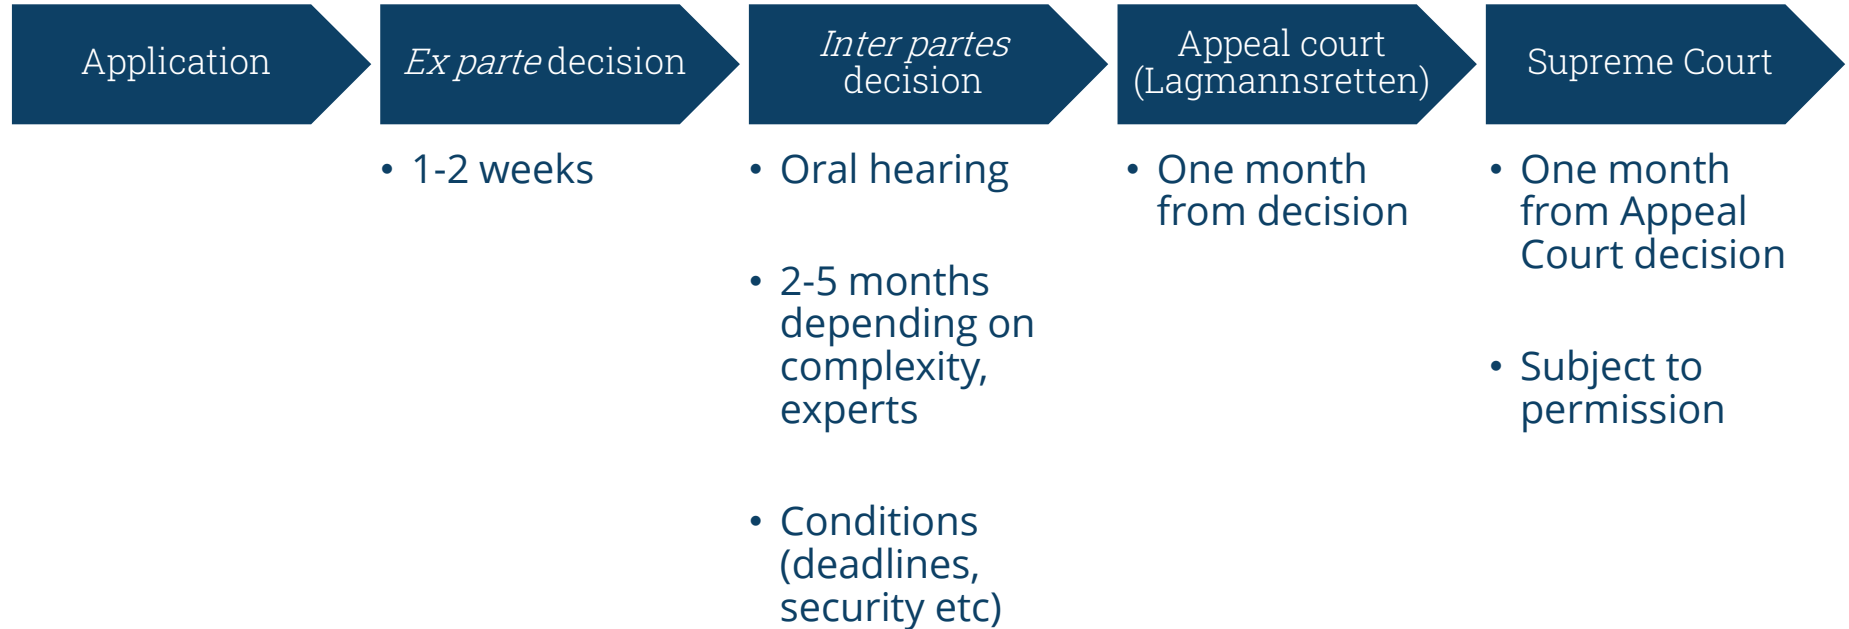 Application
Ex parte decision
Inter partes
decision
Appeal court
(Lagmannsretten)
Supreme Court
• 1-2 weeks
• Oral hearing
• 2-5 months
depending on
complexity,
experts
• Conditions
(deadlines,
security etc)
• One month
from decision
• One month
from Appeal
Court decision
• Subject to
permission